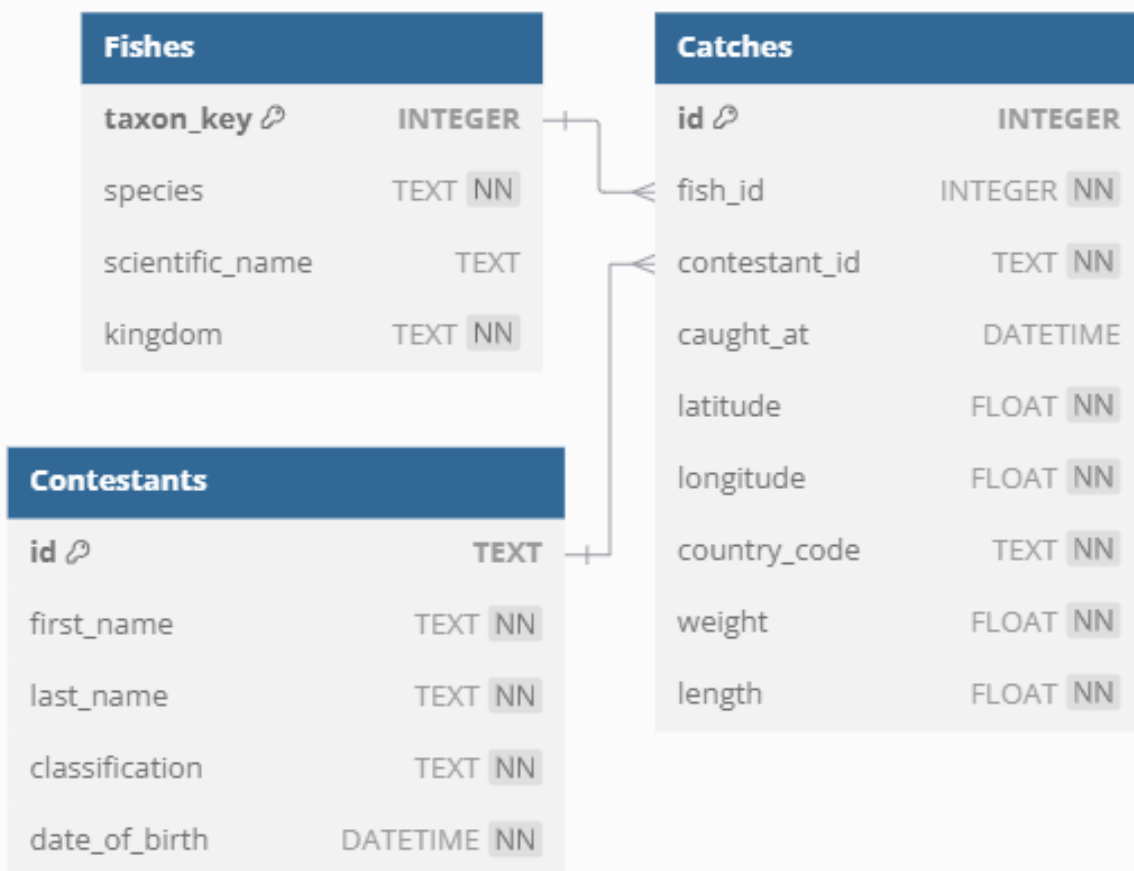 Fishes
taxon_key INTEGER
species TEXT NN
scientific_name TEXT
kingdom TEXT NN
Catches
id INTEGER
fish_id INTEGER NN
contestant_id TEXT NN
caught_at DATETIME
latitude FLOAT NN
longitude FLOAT NN
country_code TEXT NN
weight FLOAT NN
length FLOAT NN
Contestants
id TEXT
first_name TEXT NN
last_name TEXT NN
classification TEXT NN
date_of_birth DATETIME NN